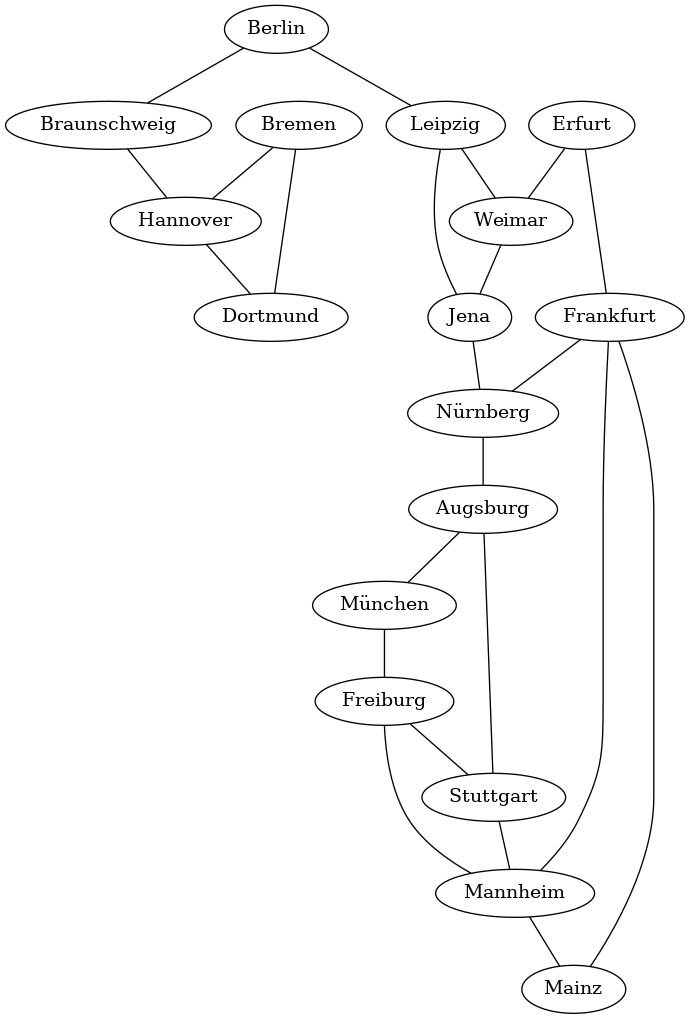 Berlin
Braunschweig
Bremen
Leipzig
Erfurt
Hannover
Weimar
Dortmund
Jena
Frankfurt
Nürnberg
Augsburg
München
Freiburg
Stuttgart
Mannheim
Mainz